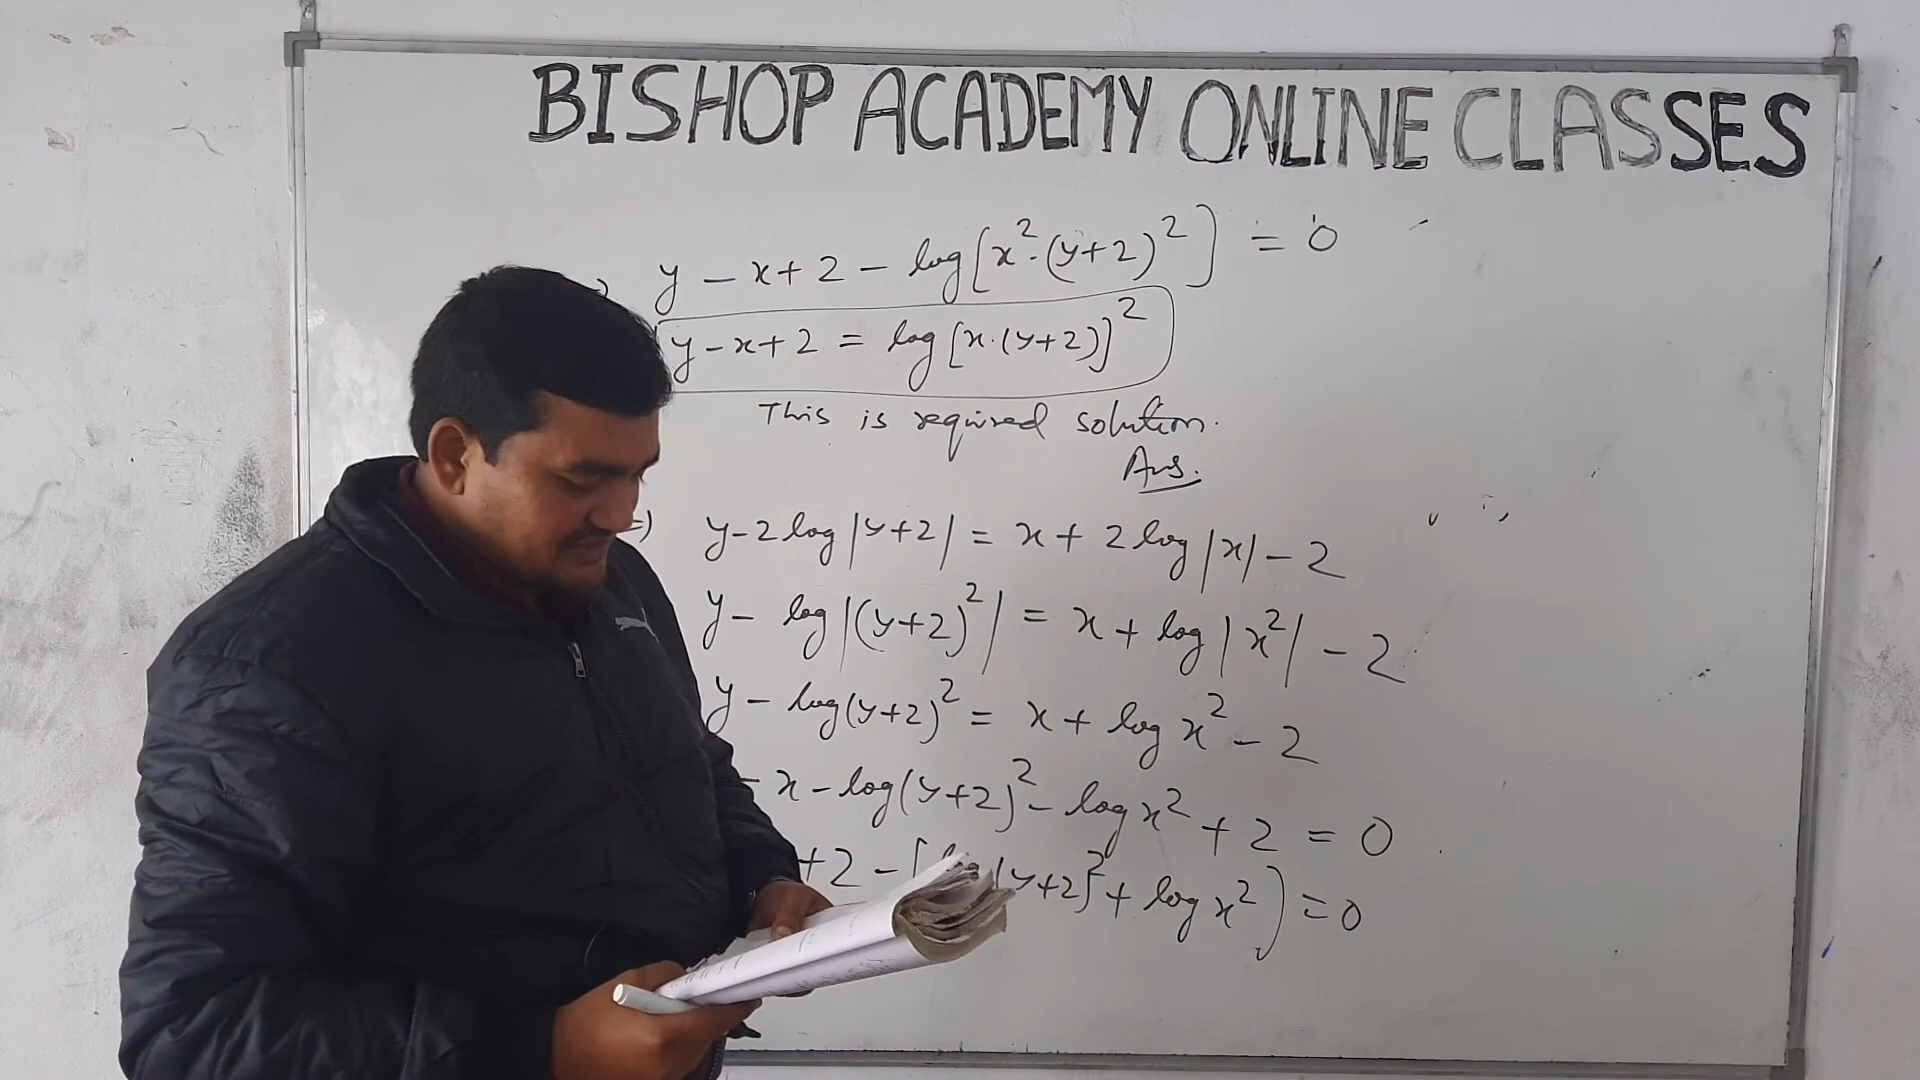 BISHOP ACADEMY ONLINE CLASSES
y - x + 2 - log[x²·(y+2)²] = 0
y - x + 2 = log[x·(y+2)]²
This is required solution.
Ans.
=) y - 2 log|y+2| = x + 2 log|x| - 2
y - log|(y+2)²| = x + log|x²| - 2
y - log(y+2)² = x + log x² - 2
- x - log(y+2)² - log x² + 2 = 0
+ 2 - [log(y+2)² + log x²] = 0